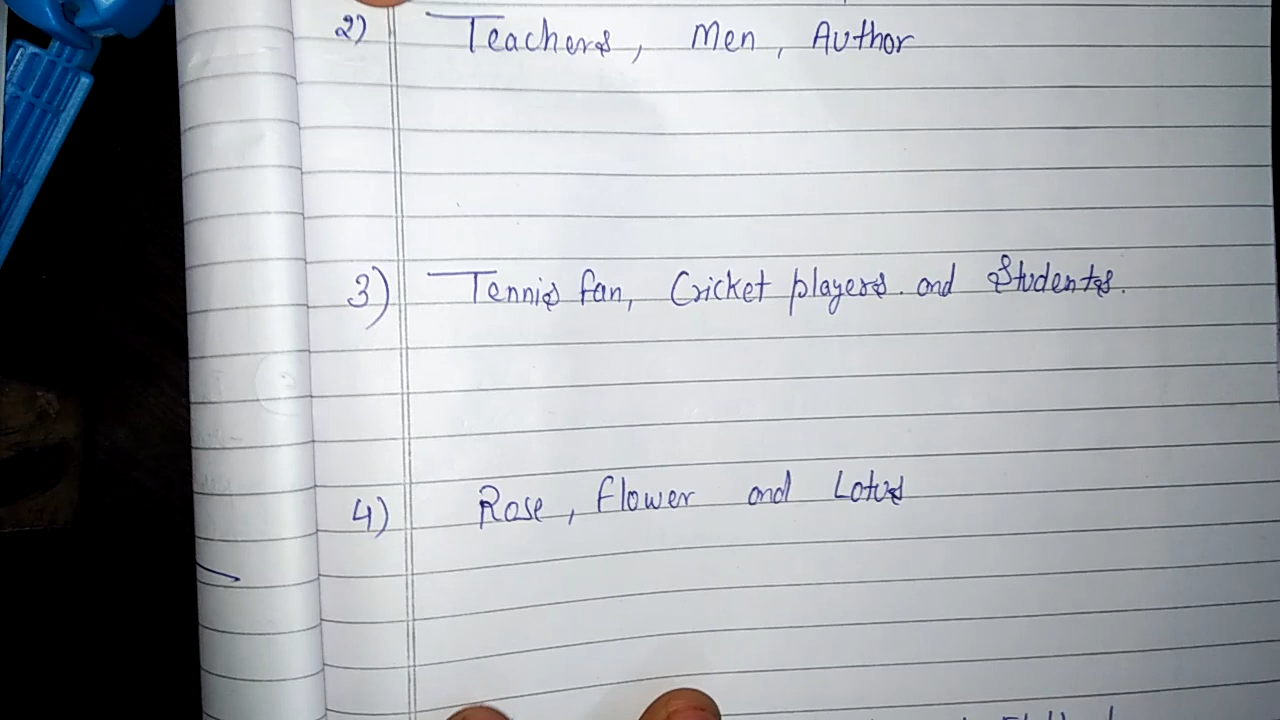 2) Teachers, Men, Author
3) Tennis fan, Cricket players. and Students.
4) Rose, flower and Lotus